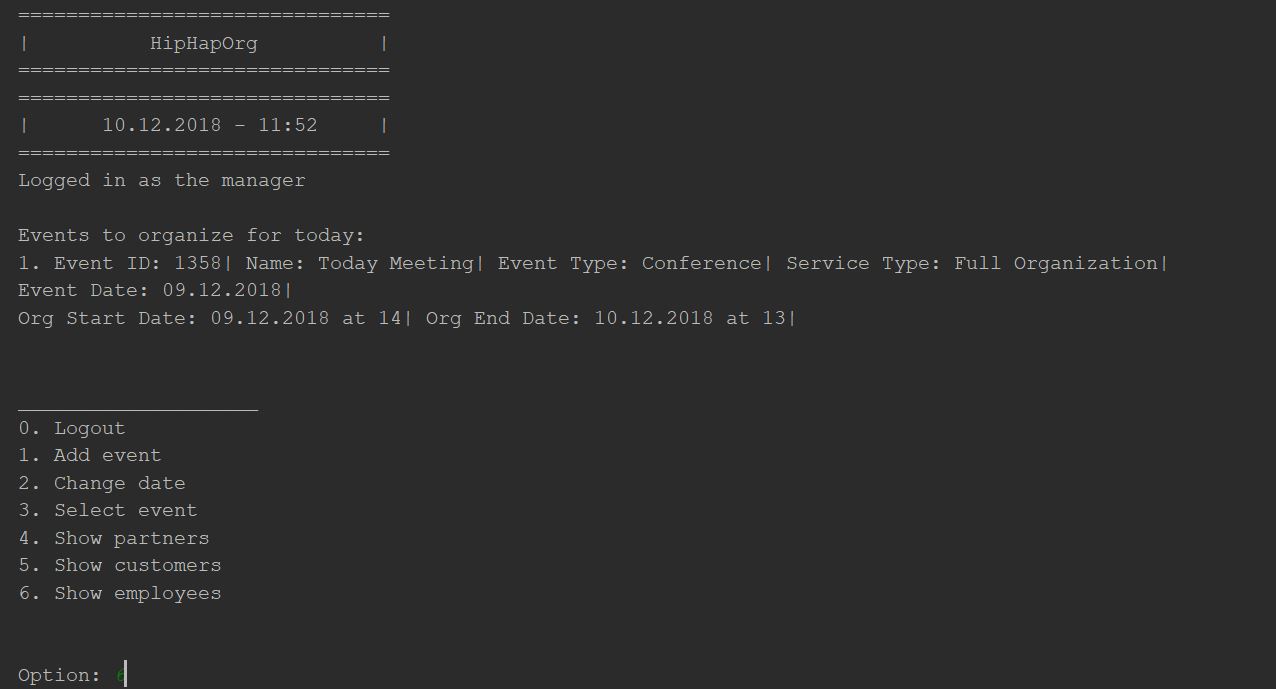 ===============================
|          HipHapOrg          |
===============================
===============================
|      10.12.2018 - 11:52     |
===============================
Logged in as the manager
Events to organize for today:
1. Event ID: 1358| Name: Today Meeting| Event Type: Conference| Service Type: Full Organization|
Event Date: 09.12.2018|
Org Start Date: 09.12.2018 at 14| Org End Date: 10.12.2018 at 13|
____________________
0. Logout
1. Add event
2. Change date
3. Select event
4. Show partners
5. Show customers
6. Show employees
Option: 6